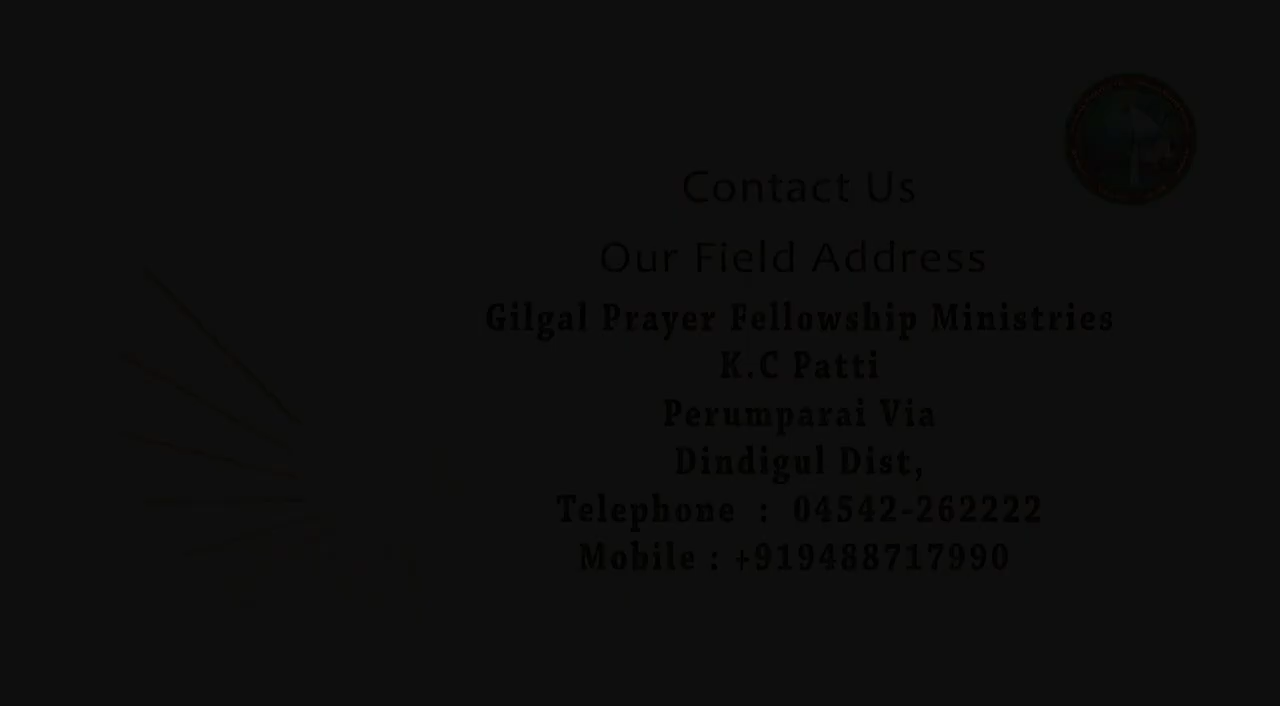 Contact Us
Our Field Address
Gilgal Prayer Fellowship Ministries
K.C Patti
Perumparai Via
Dindigul Dist,
Telephone : 04542-262222
Mobile : +919488717990